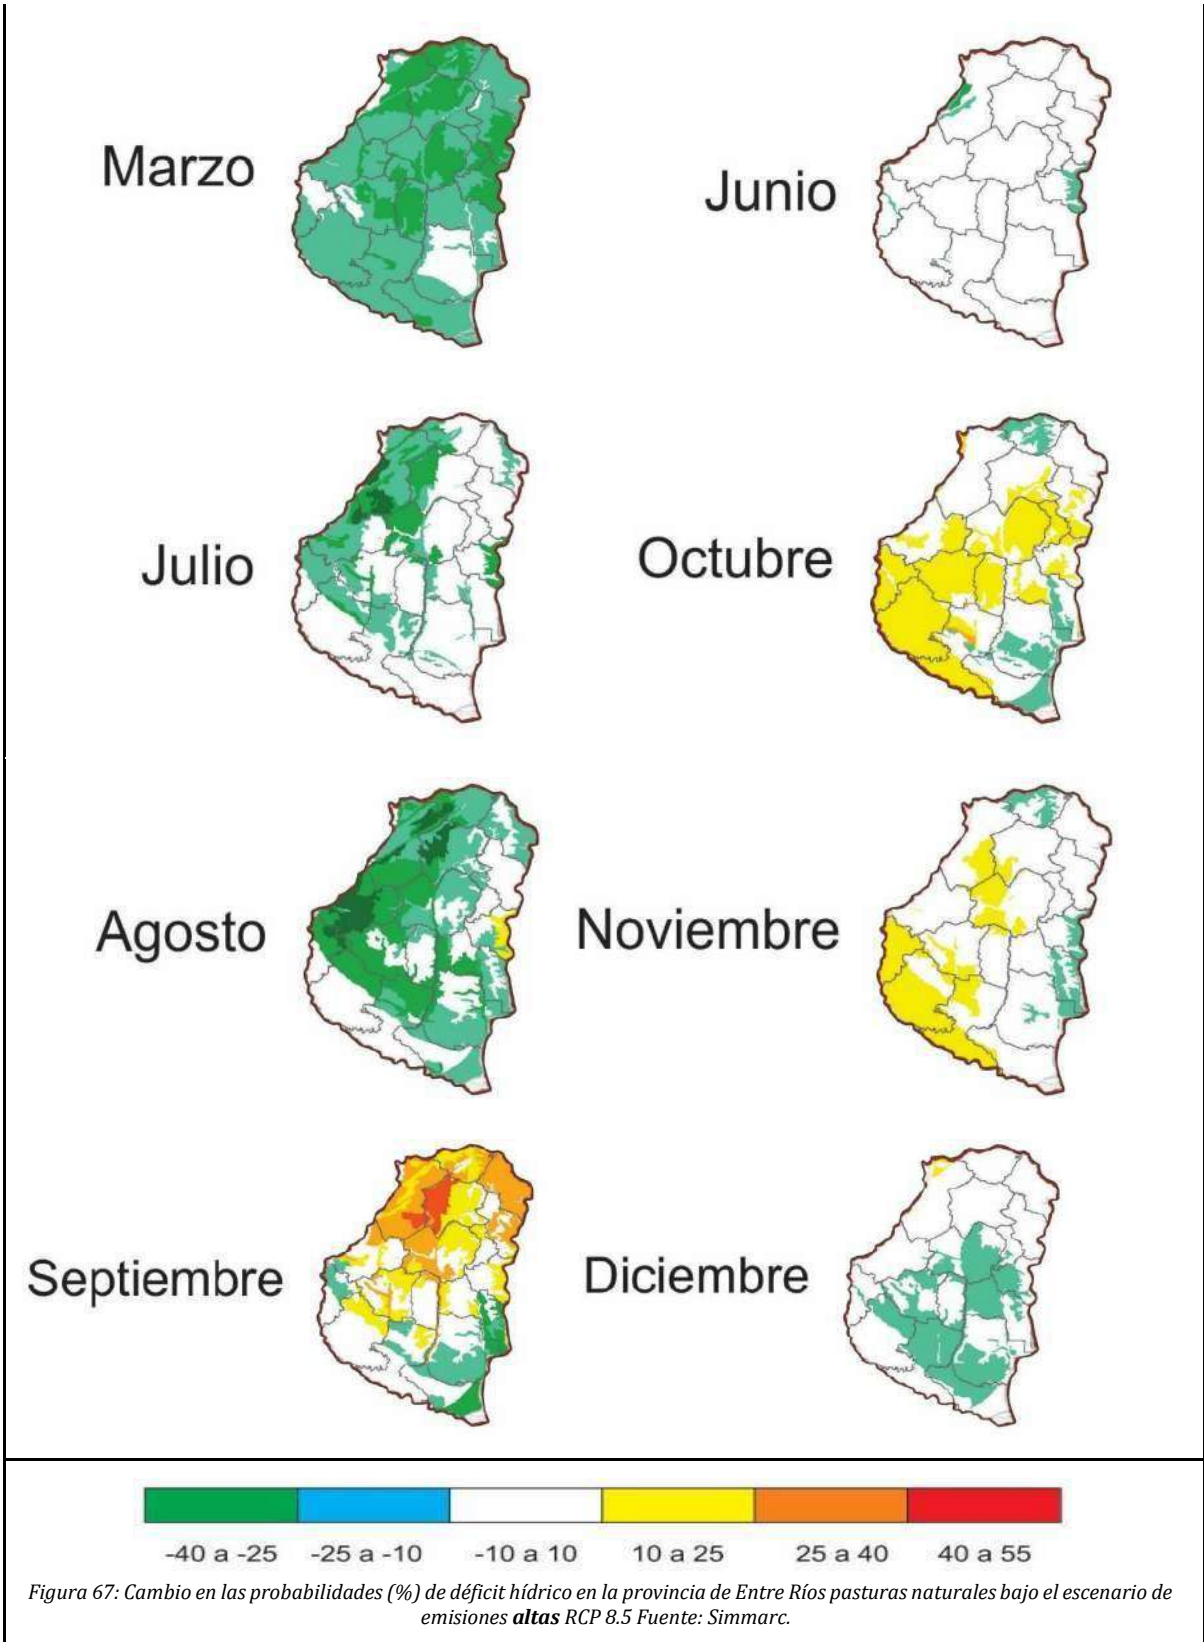 Marzo
Junio
Julio
Octubre
Agosto
Noviembre
Septiembre
Diciembre
-40 a -25 -25 a -10 -10 a 10 10 a 25 25 a 40 40 a 55
Figura 67: Cambio en las probabilidades (%) de déficit hídrico en la provincia de Entre Ríos pasturas naturales bajo el escenario de
emisiones altas RCP 8.5 Fuente: Simmarc.